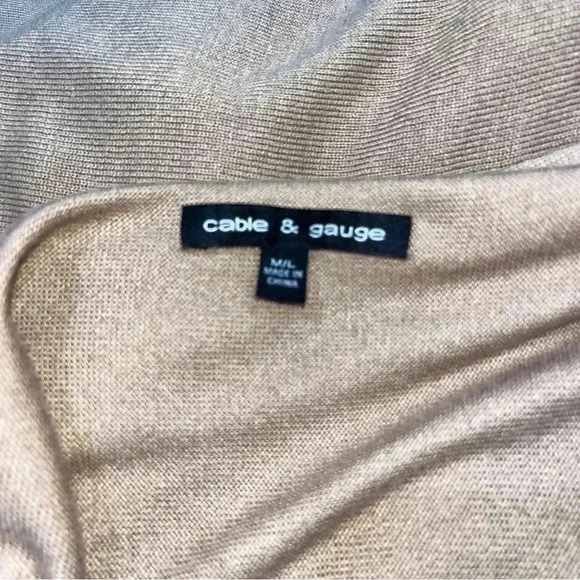 cable & gauge
M/L
MADE IN
CHINA